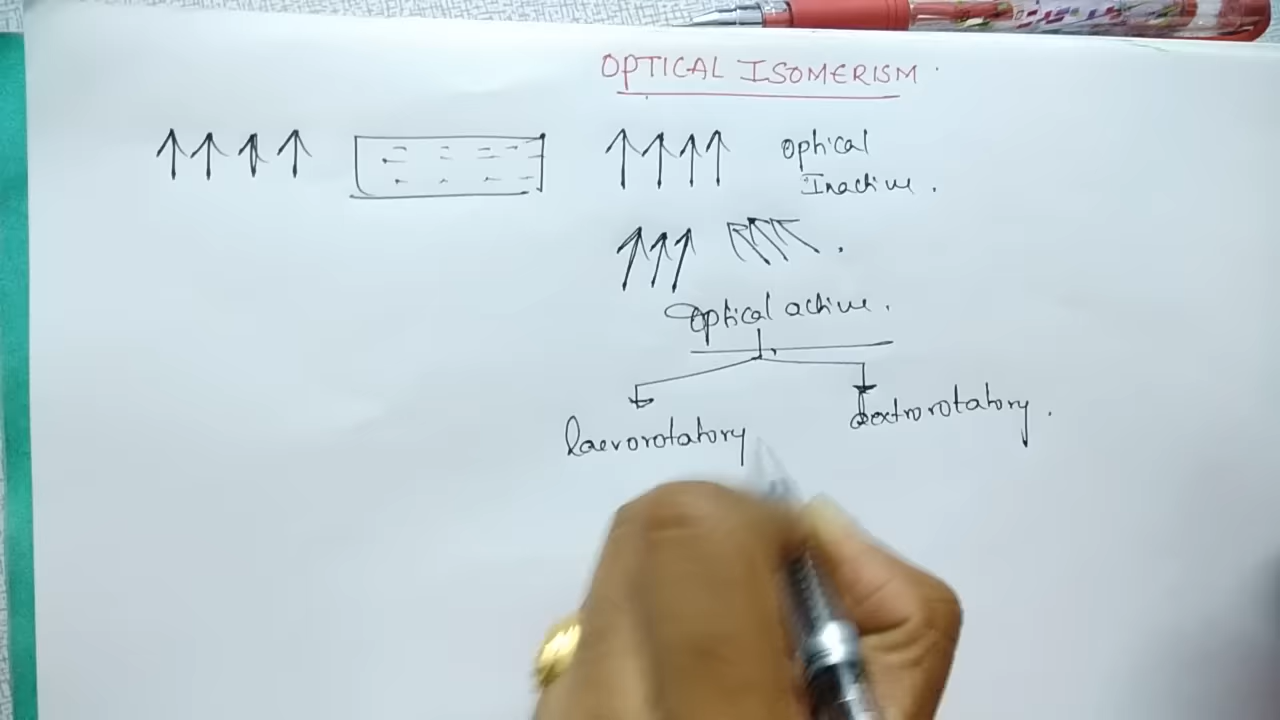 OPTICAL ISOMERISM
Optical
Inactive.
Optical active.
laevorotatory
dextrorotatory.